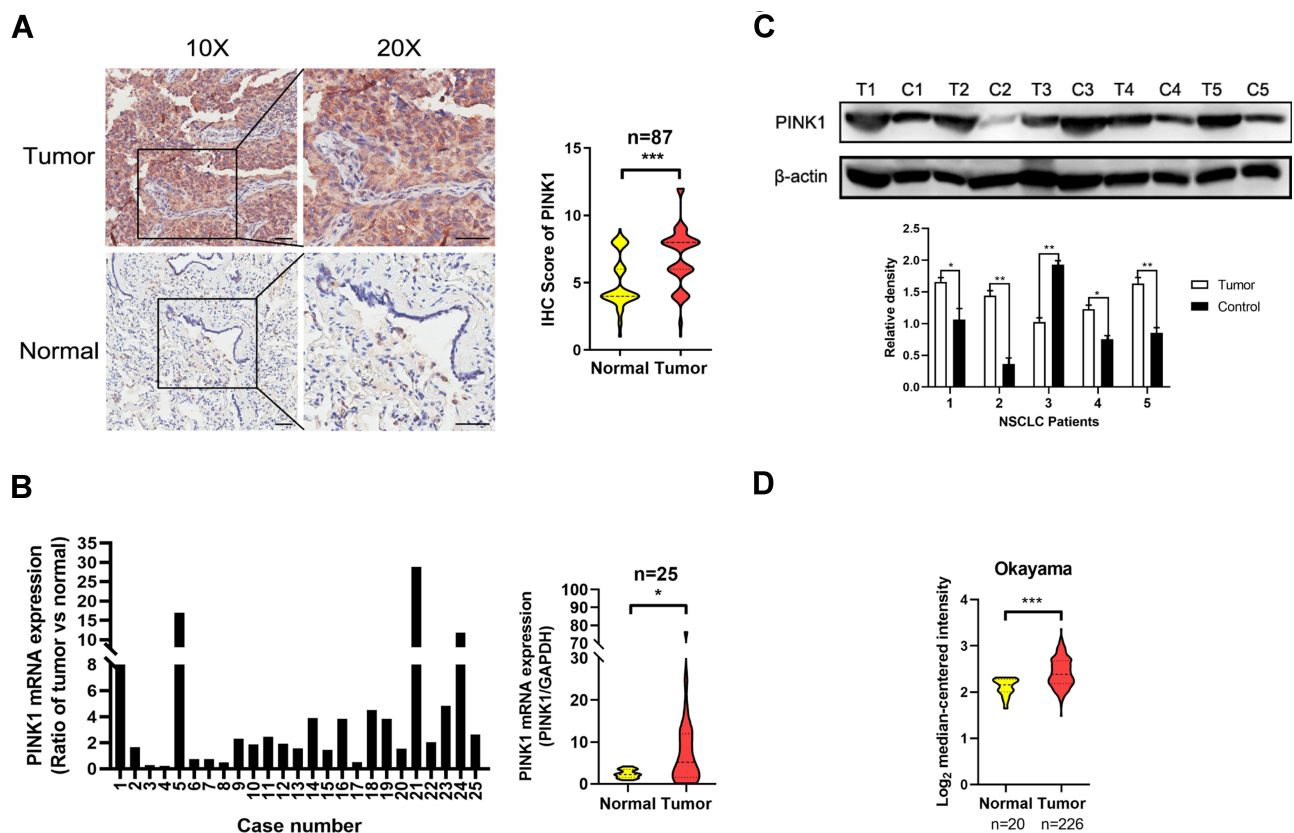 A
10X 20X
Tumor
Normal
n=87
***
IHC Score of PINK1
15
10
5
0
Normal Tumor
C
T1 C1 T2 C2 T3 C3 T4 C4 T5 C5
PINK1
β-actin
Relative density
2.5
2.0
1.5
1.0
0.5
0.0
* ** ** * **
1 2 3 4 5
NSCLC Patients
Tumor
Control
B
PINK1 mRNA expression
(Ratio of tumor vs normal)
35
30
25
20
15
10
8
6
4
2
0
1 2 3 4 5 6 7 8 9 10 11 12 13 14 15 16 17 18 19 20 21 22 23 24 25
Case number
n=25
*
PINK1 mRNA expression
(PINK1/GAPDH)
100
90
80
70
30
20
10
0
Normal Tumor
D
Okayama
***
Log2 median-centered intensity
4
3
2
1
0
Normal Tumor
n=20 n=226